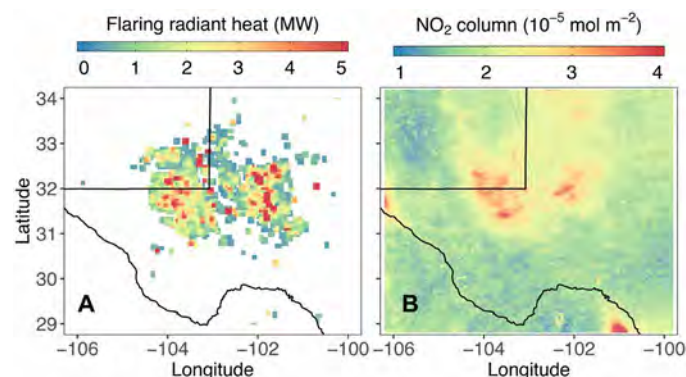 Flaring radiant heat (MW)
0 1 2 3 4 5
NO₂ column (10⁻⁵ mol m⁻²)
1 2 3 4
34
33
32
31
30
29
Latitude
A
B
−106 −104 −102 −100
−106 −104 −102 −100
Longitude
Longitude